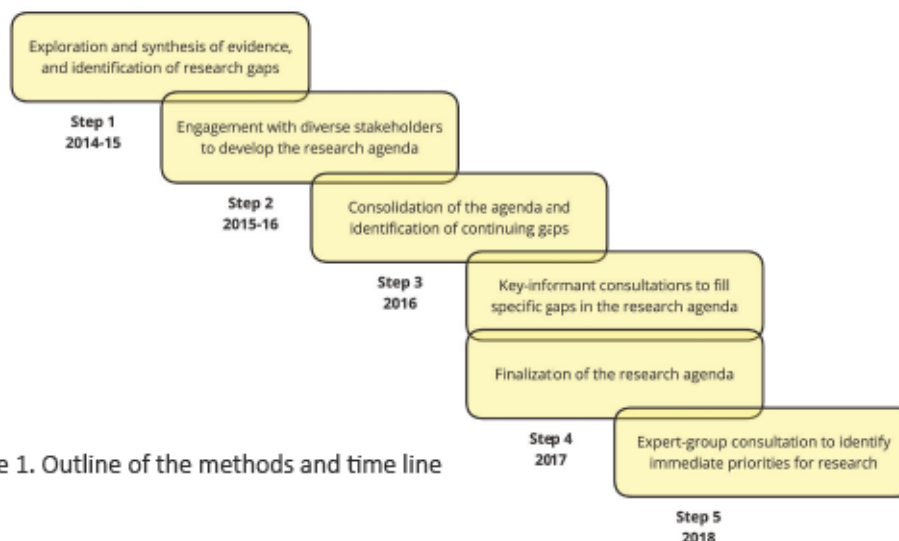 Exploration and synthesis of evidence,
and identification of research gaps
Step 1
2014-15
Engagement with diverse stakeholders
to develop the research agenda
Step 2
2015-16
Consolidation of the agenda and
identification of continuing gaps
Step 3
2016
Key-informant consultations to fill
specific gaps in the research agenda
Finalization of the research agenda
Step 4
2017
Expert-group consultation to identify
immediate priorities for research
Step 5
2018
e 1. Outline of the methods and time line